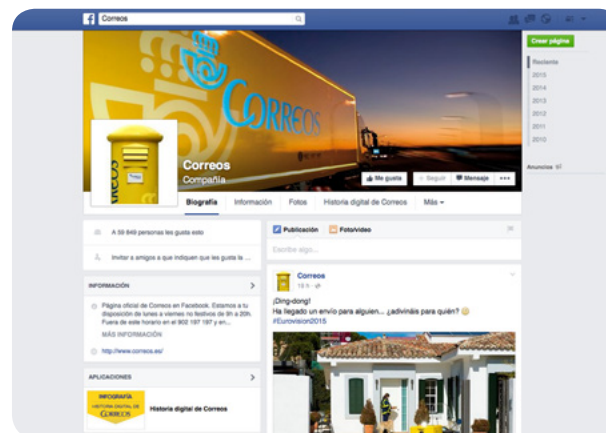 Correos
Crear página
Reciente
2015
2014
2013
2012
2011
2010
Anuncios
CORREOS
CORREOS
Correos
Compañía
Me gusta
Seguir
Mensaje
Biografía Información Fotos Historia digital de Correos Más
A 59 849 personas les gusta esto
Invitar a amigos a que indiquen que les gusta la ...
INFORMACIÓN
Página oficial de Correos en Facebook. Estamos a tu
disposición de lunes a viernes no festivos de 9h a 20h.
Fuera de este horario en el 902 197 197 y en...
MÁS INFORMACIÓN
http://www.correos.es/
APLICACIONES
INFOGRAFÍA
HISTORIA DIGITAL DE
CORREOS
Historia digital de Correos
Publicación Foto/vídeo
Escribe algo...
Correos
19 h
¡Ding-dong!
Ha llegado un envío para alguien... ¿adivináis para quién?
#Eurovision2015